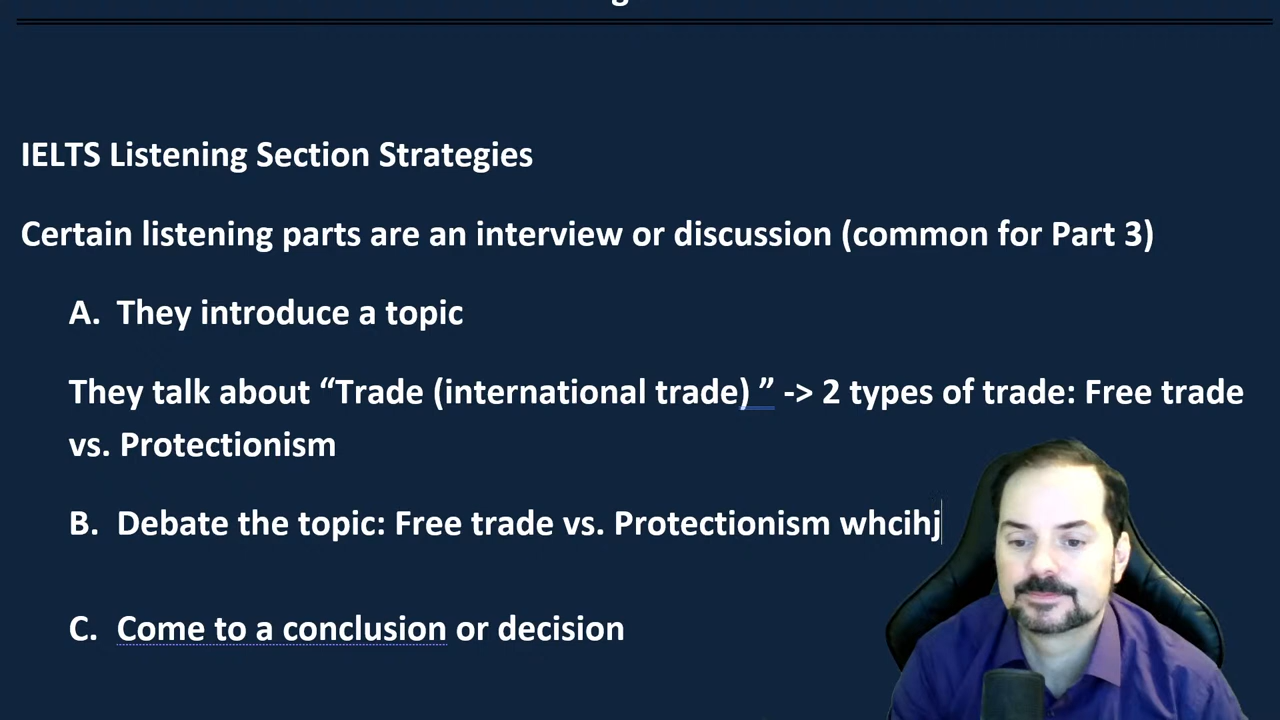 IELTS Listening Section Strategies
Certain listening parts are an interview or discussion (common for Part 3)
A. They introduce a topic
They talk about “Trade (international trade) ” -> 2 types of trade: Free trade
vs. Protectionism
B. Debate the topic: Free trade vs. Protectionism whcihj
C. Come to a conclusion or decision